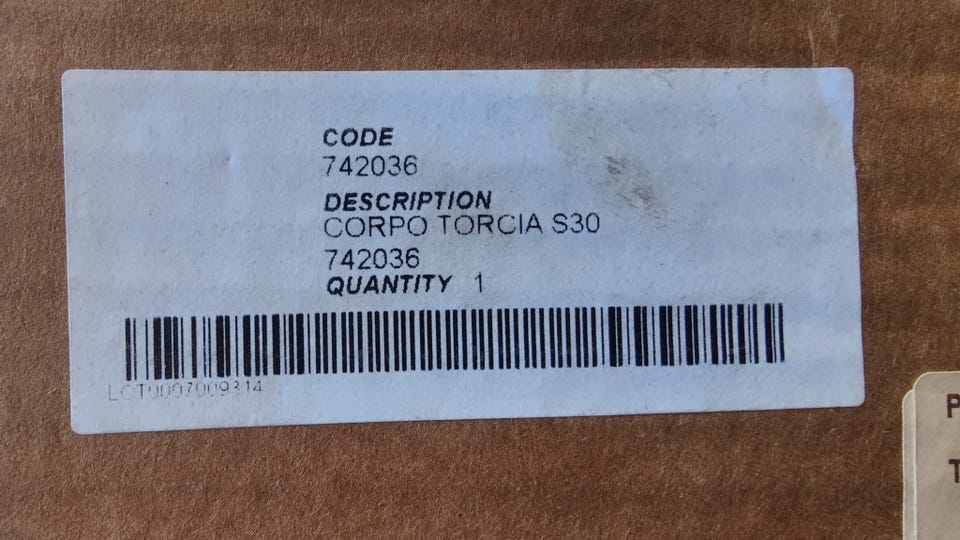 CODE
742036
DESCRIPTION
CORPO TORCIA S30
742036
QUANTITY 1
P
T